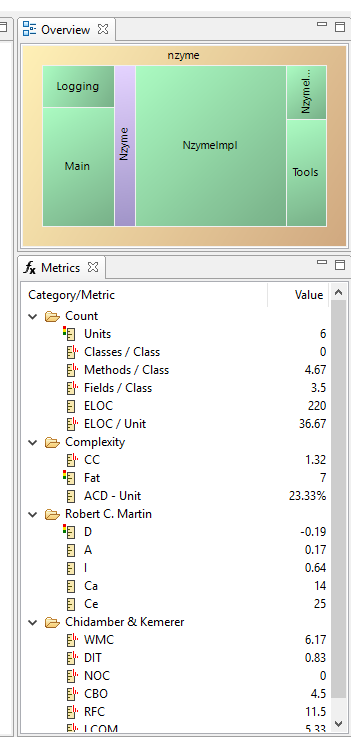 Overview
nzyme
Logging
Main
Nzyme
NzymeImpl
NzymeI...
Tools
Metrics
Category/Metric Value
Count
Units 6
Classes / Class 0
Methods / Class 4.67
Fields / Class 3.5
ELOC 220
ELOC / Unit 36.67
Complexity
CC 1.32
Fat 7
ACD - Unit 23.33%
Robert C. Martin
D -0.19
A 0.17
I 0.64
Ca 14
Ce 25
Chidamber & Kemerer
WMC 6.17
DIT 0.83
NOC 0
CBO 4.5
RFC 11.5
LCOM 5.33